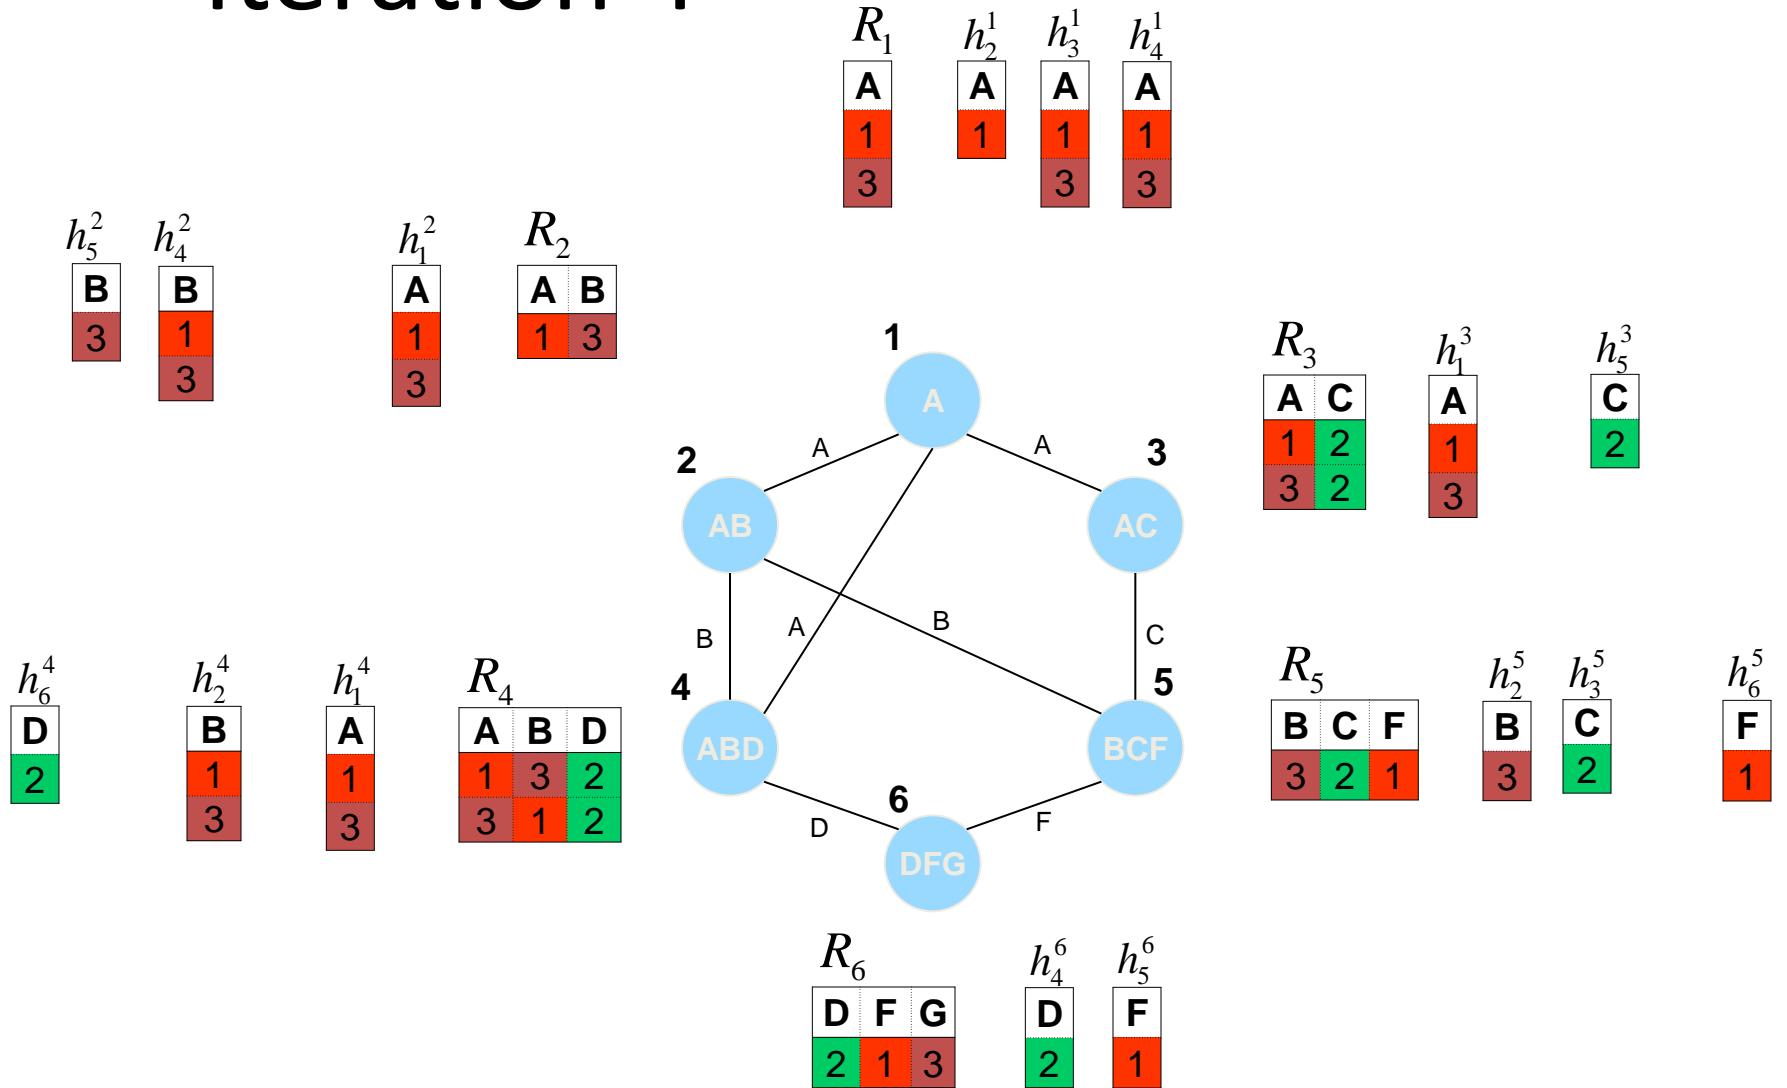 Iteration
R1 h2^1 h3^1 h4^1
A A A A
1 1 1 1
3 3 3
h5^2 h4^2 h1^2 R2
B B A A B
3 1 1 1 3
3 3
R3 h1^3 h5^3
A C A C
1 2 1 2
3 2 3
1
A
A A
2 3
AB AC
B A B C
4 5
ABD BCF
6
D F
DFG
h6^4 h2^4 h1^4 R4
D B A A B D
2 1 1 1 3 2
3 3 3 1 2
R5 h2^5 h3^5 h6^5
B C F B C F
3 2 1 3 2 1
R6 h4^6 h5^6
D F G D F
2 1 3 2 1